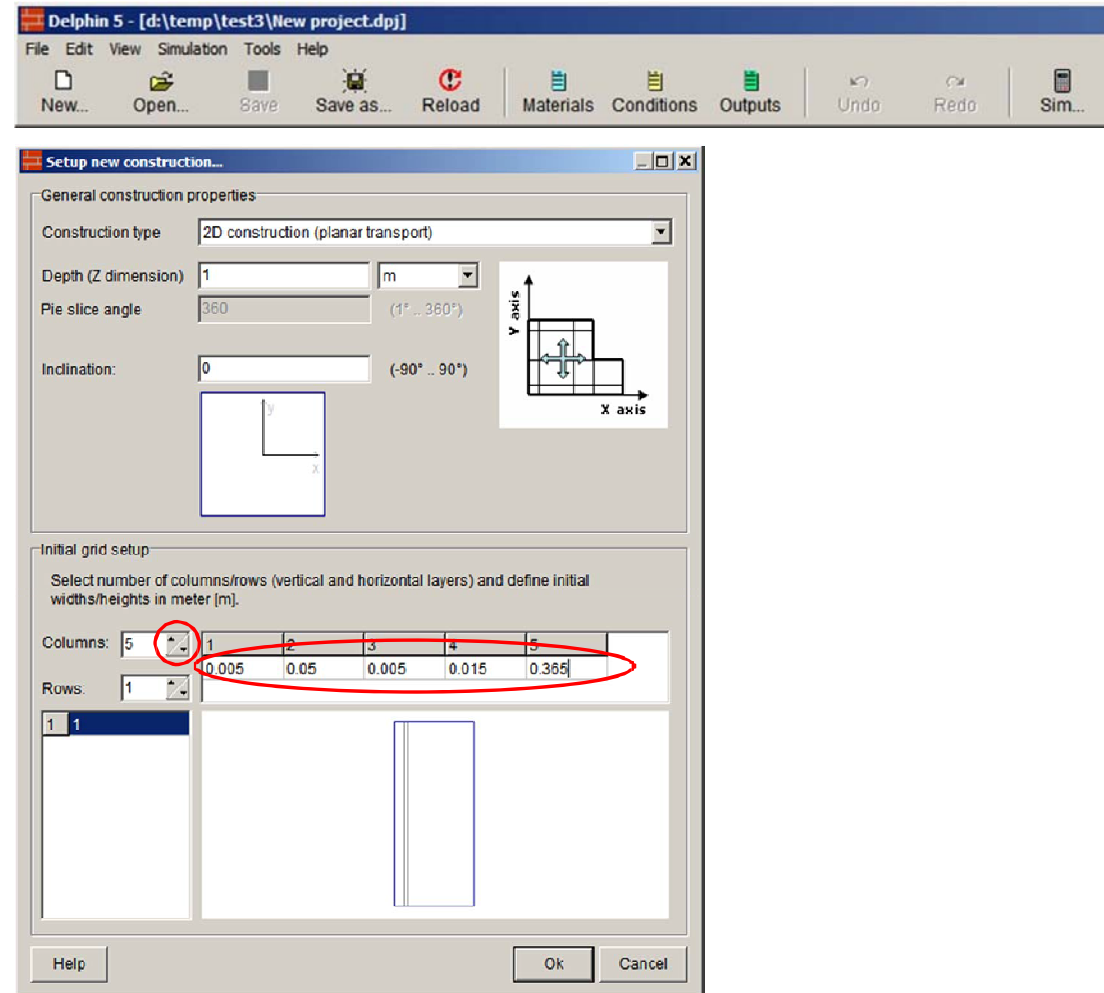 Delphin 5 - [d:\temp\test3\New project.dpj]
File Edit View Simulation Tools Help
New... Open... Save Save as... Reload Materials Conditions Outputs Undo Redo Sim...
Setup new construction...
General construction properties
Construction type 2D construction (planar transport)
Depth (Z dimension) 1 m
Pie slice angle 360 (1° .. 360°)
Y axis
Inclination: 0 (-90° .. 90°)
X axis
y
x
Initial grid setup
Select number of columns/rows (vertical and horizontal layers) and define initial
widths/heights in meter [m].
Columns: 5 1 2 3 4 5
0.005 0.05 0.005 0.015 0.365
Rows: 1
1 1
Help Ok Cancel